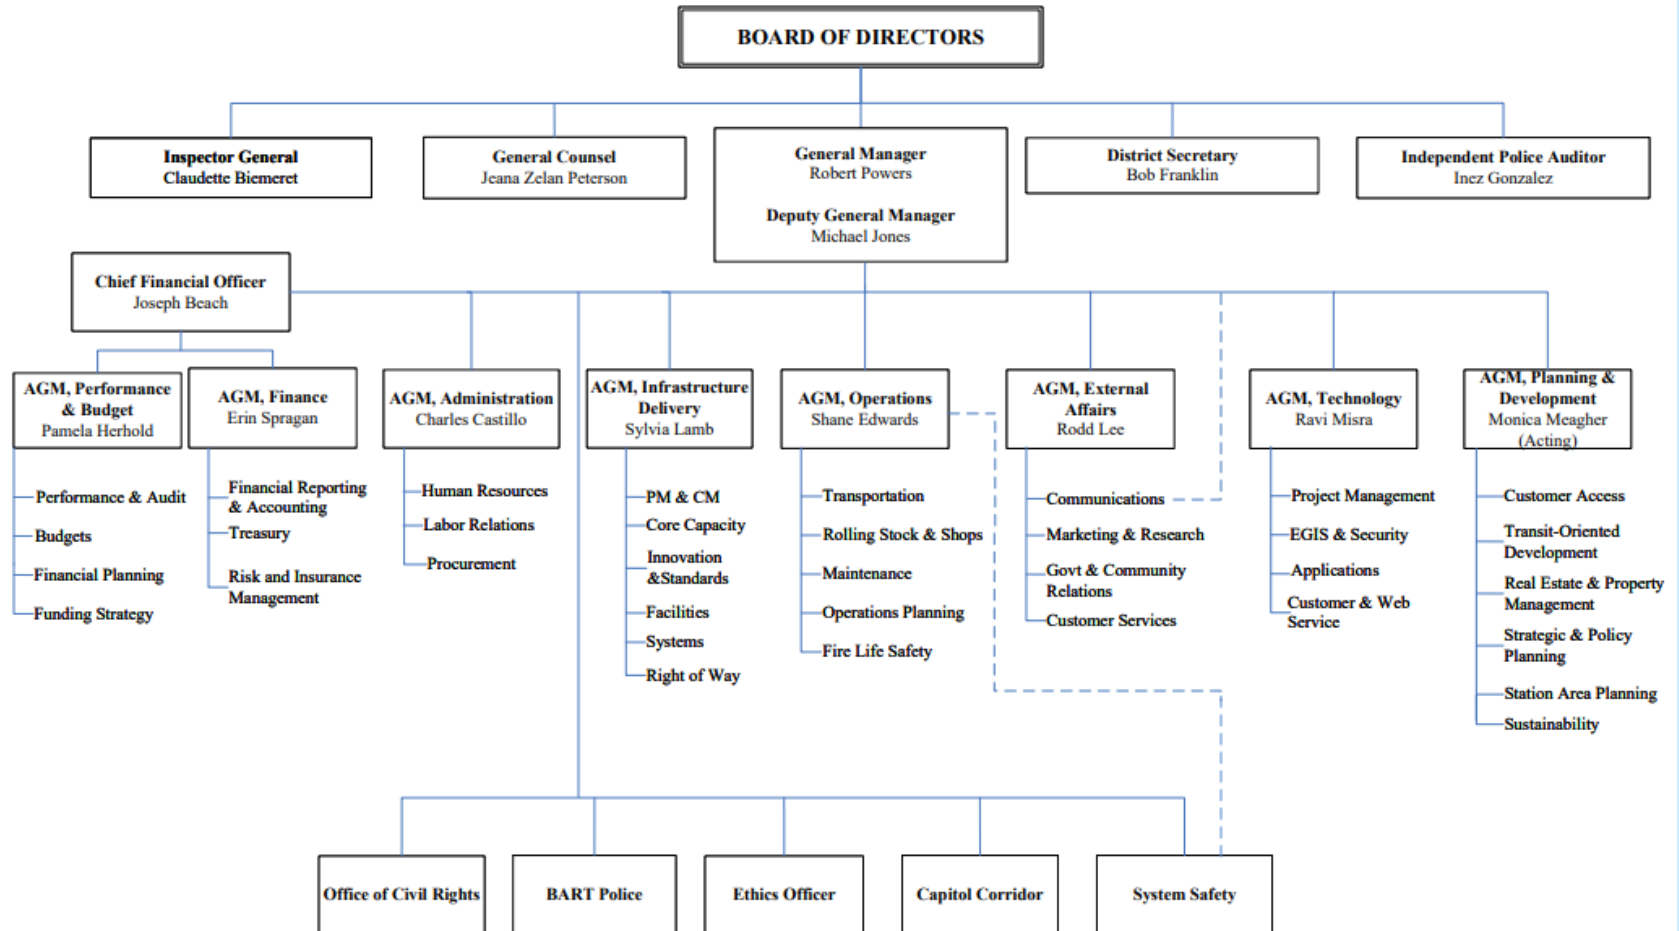 BOARD OF DIRECTORS
Inspector General
Claudette Biemeret
General Counsel
Jeana Zelan Peterson
General Manager
Robert Powers
Deputy General Manager
Michael Jones
District Secretary
Bob Franklin
Independent Police Auditor
Inez Gonzalez
Chief Financial Officer
Joseph Beach
AGM, Performance
& Budget
Pamela Herhold
AGM, Finance
Erin Spragan
AGM, Administration
Charles Castillo
AGM, Infrastructure
Delivery
Sylvia Lamb
AGM, Operations
Shane Edwards
AGM, External
Affairs
Rodd Lee
AGM, Technology
Ravi Misra
AGM, Planning &
Development
Monica Meagher
(Acting)
Performance & Audit
Budgets
Financial Planning
Funding Strategy
Financial Reporting
& Accounting
Treasury
Risk and Insurance
Management
Human Resources
Labor Relations
Procurement
PM & CM
Core Capacity
Innovation
&Standards
Facilities
Systems
Right of Way
Transportation
Rolling Stock & Shops
Maintenance
Operations Planning
Fire Life Safety
Communications
Marketing & Research
Govt & Community
Relations
Customer Services
Project Management
EGIS & Security
Applications
Customer & Web
Service
Customer Access
Transit-Oriented
Development
Real Estate & Property
Management
Strategic & Policy
Planning
Station Area Planning
Sustainability
Office of Civil Rights
BART Police
Ethics Officer
Capitol Corridor
System Safety